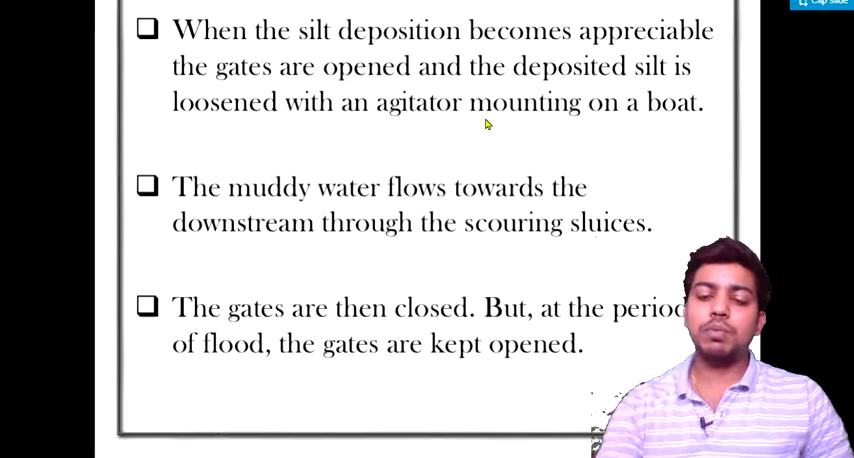 Clip slide
When the silt deposition becomes appreciable
the gates are opened and the deposited silt is
loosened with an agitator mounting on a boat.
The muddy water flows towards the
downstream through the scouring sluices.
The gates are then closed. But, at the period
of flood, the gates are kept opened.